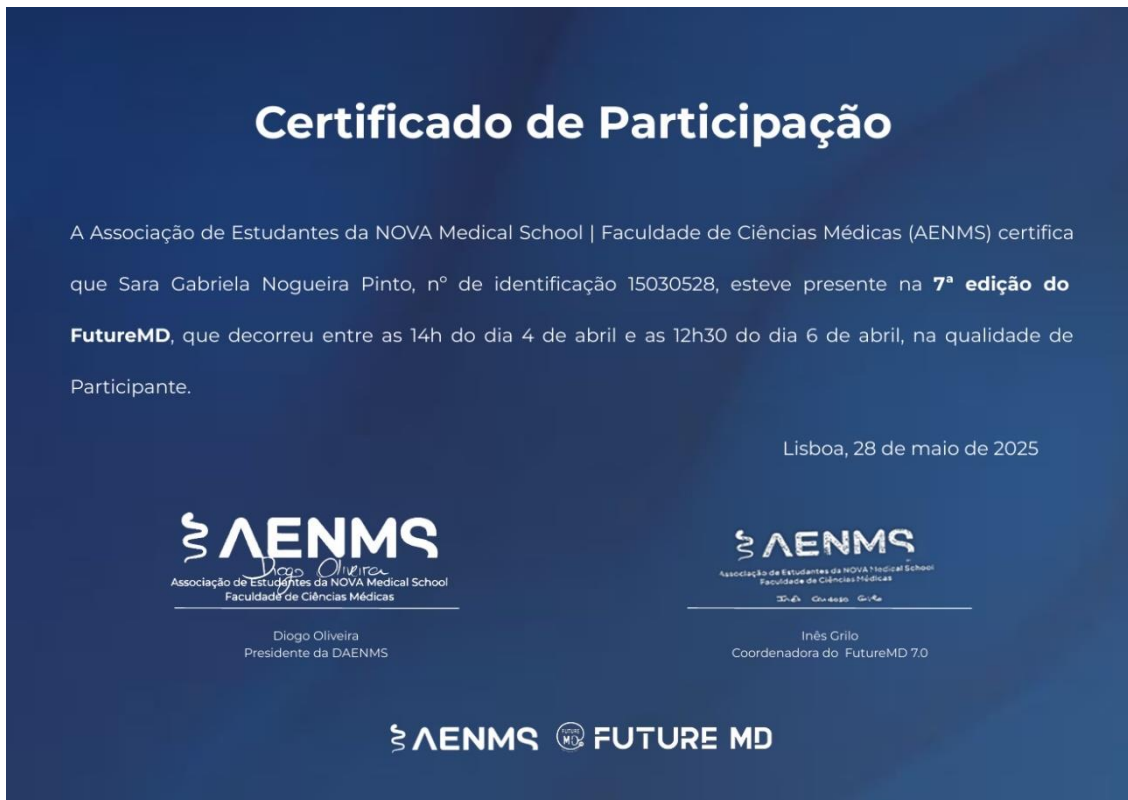 Certificado de Participação
A Associação de Estudantes da NOVA Medical School | Faculdade de Ciências Médicas (AENMS) certifica
que Sara Gabriela Nogueira Pinto, nº de identificação 15030528, esteve presente na 7ª edição do
FutureMD, que decorreu entre as 14h do dia 4 de abril e as 12h30 do dia 6 de abril, na qualidade de
Participante.
Lisboa, 28 de maio de 2025
AENMS
Diogo Oliveira
Associação de Estudantes da NOVA Medical School
Faculdade de Ciências Médicas
Diogo Oliveira
Presidente da DAENMS
AENMS
Associação de Estudantes da NOVA Medical School
Faculdade de Ciências Médicas
Inês Cardoso Grilo
Inês Grilo
Coordenadora do FutureMD 7.0
AENMS FUTURE MD FUTURE MD